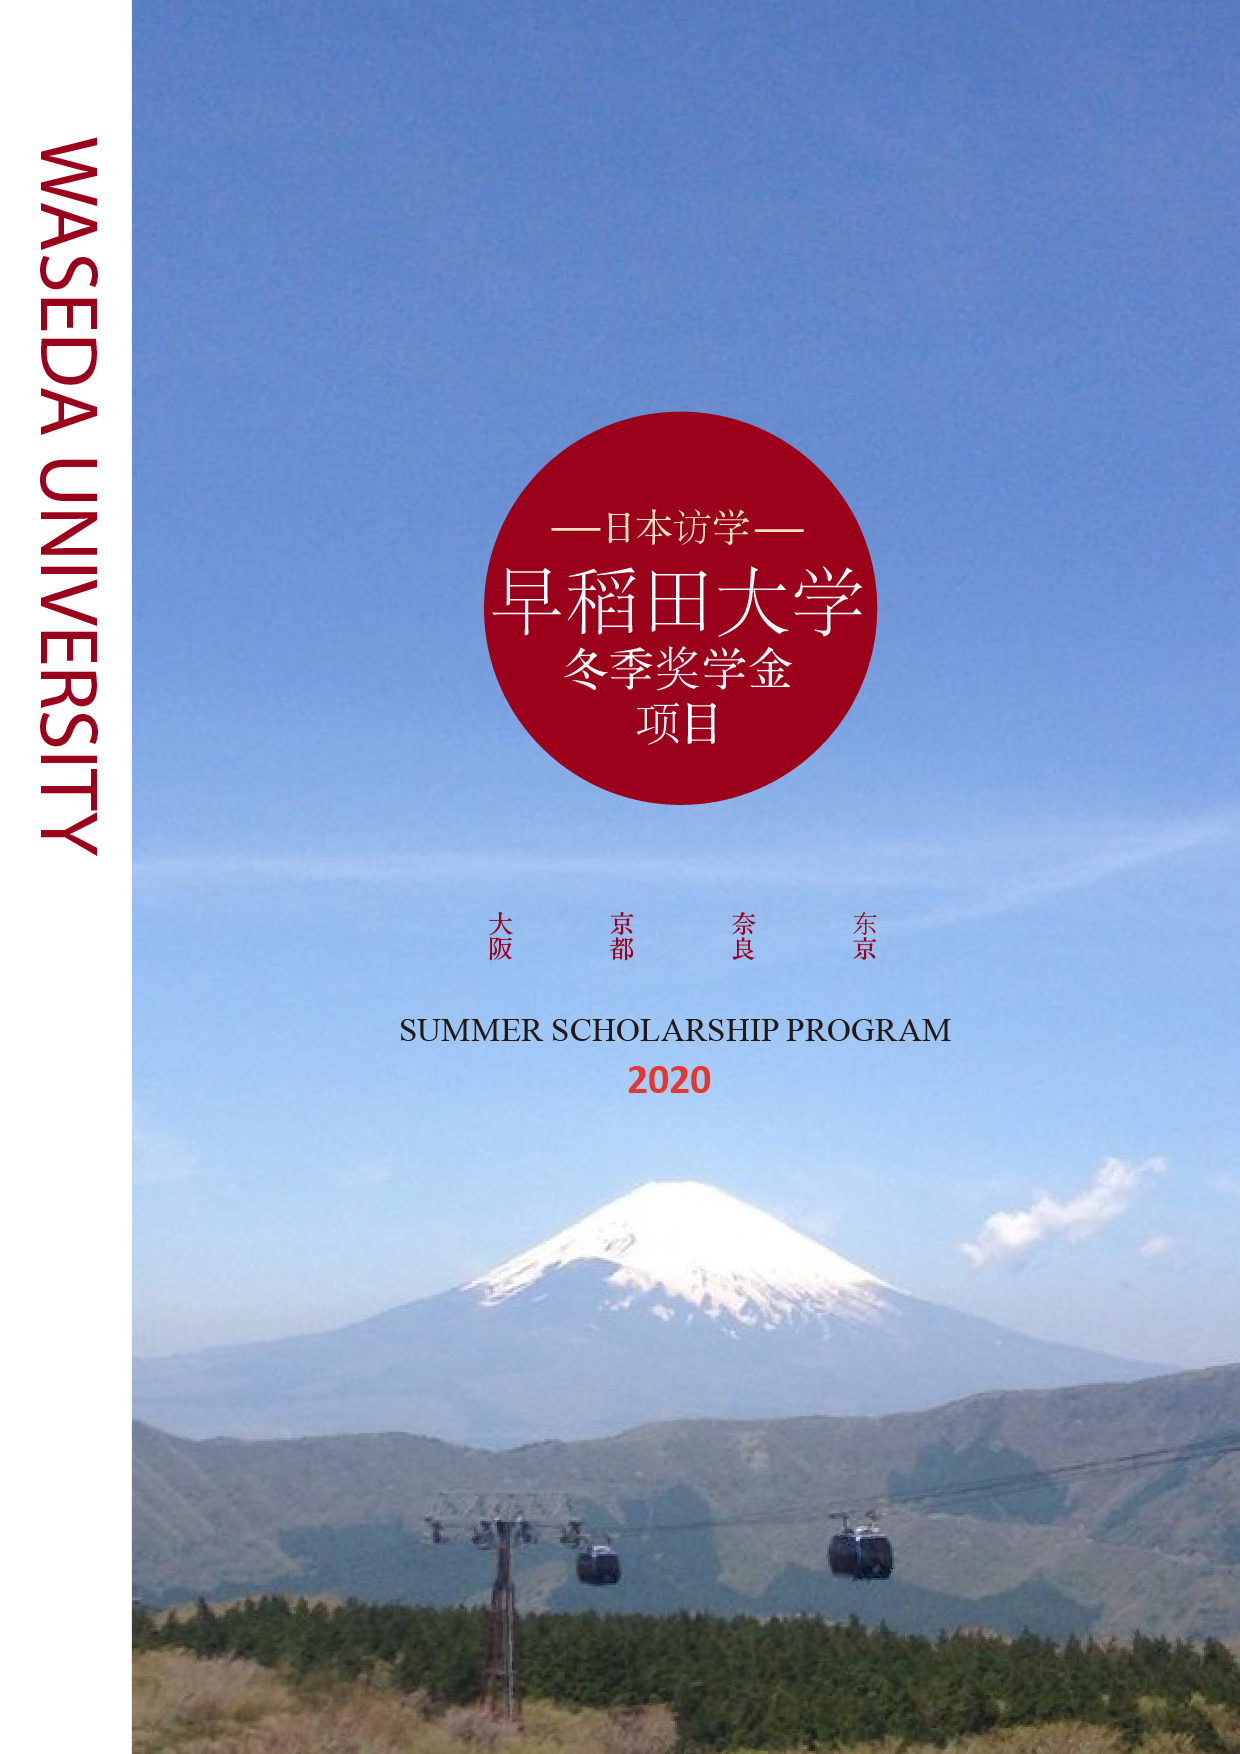 WASEDA UNIVERSITY
—日本访学—
早稻田大学
冬季奖学金
项目
大阪
京都
奈良
东京
SUMMER SCHOLARSHIP PROGRAM
2020